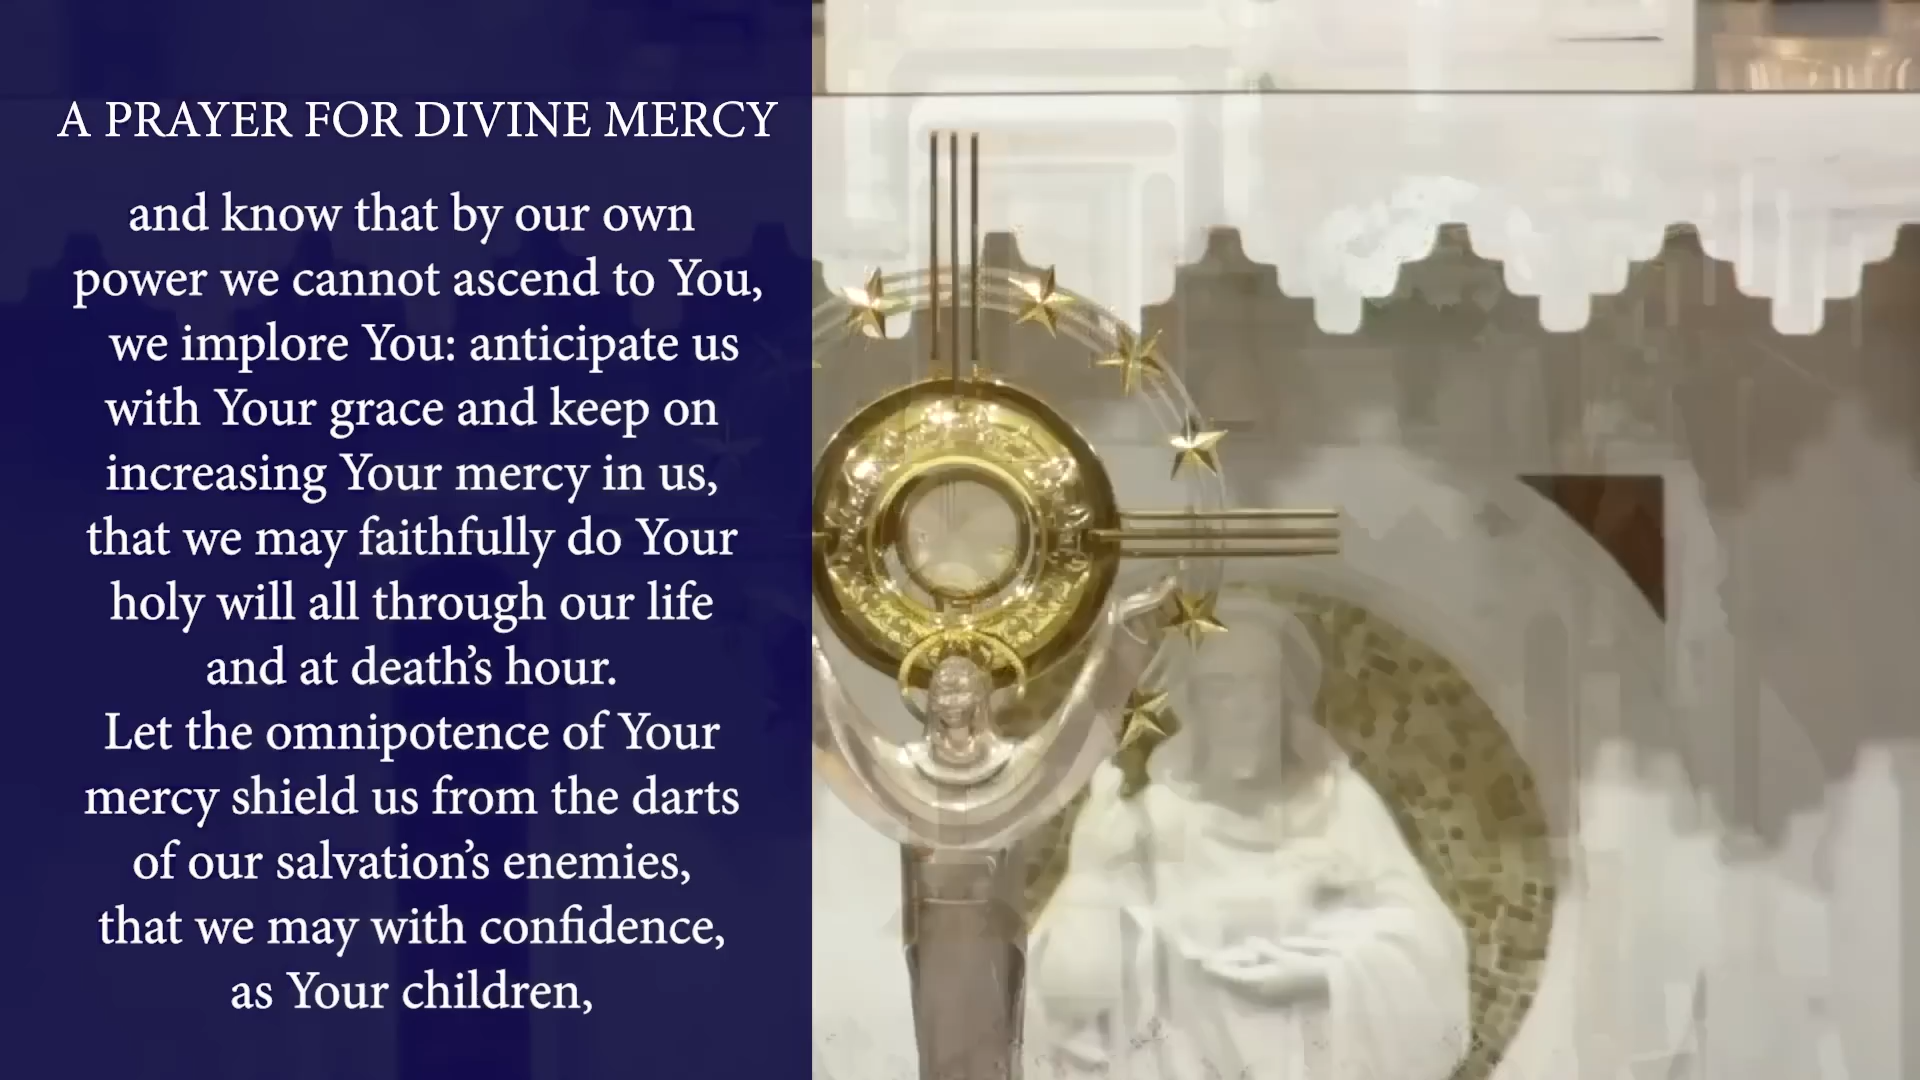 A PRAYER FOR DIVINE MERCY
and know that by our own
power we cannot ascend to You,
we implore You: anticipate us
with Your grace and keep on
increasing Your mercy in us,
that we may faithfully do Your
holy will all through our life
and at death’s hour.
Let the omnipotence of Your
mercy shield us from the darts
of our salvation’s enemies,
that we may with confidence,
as Your children,